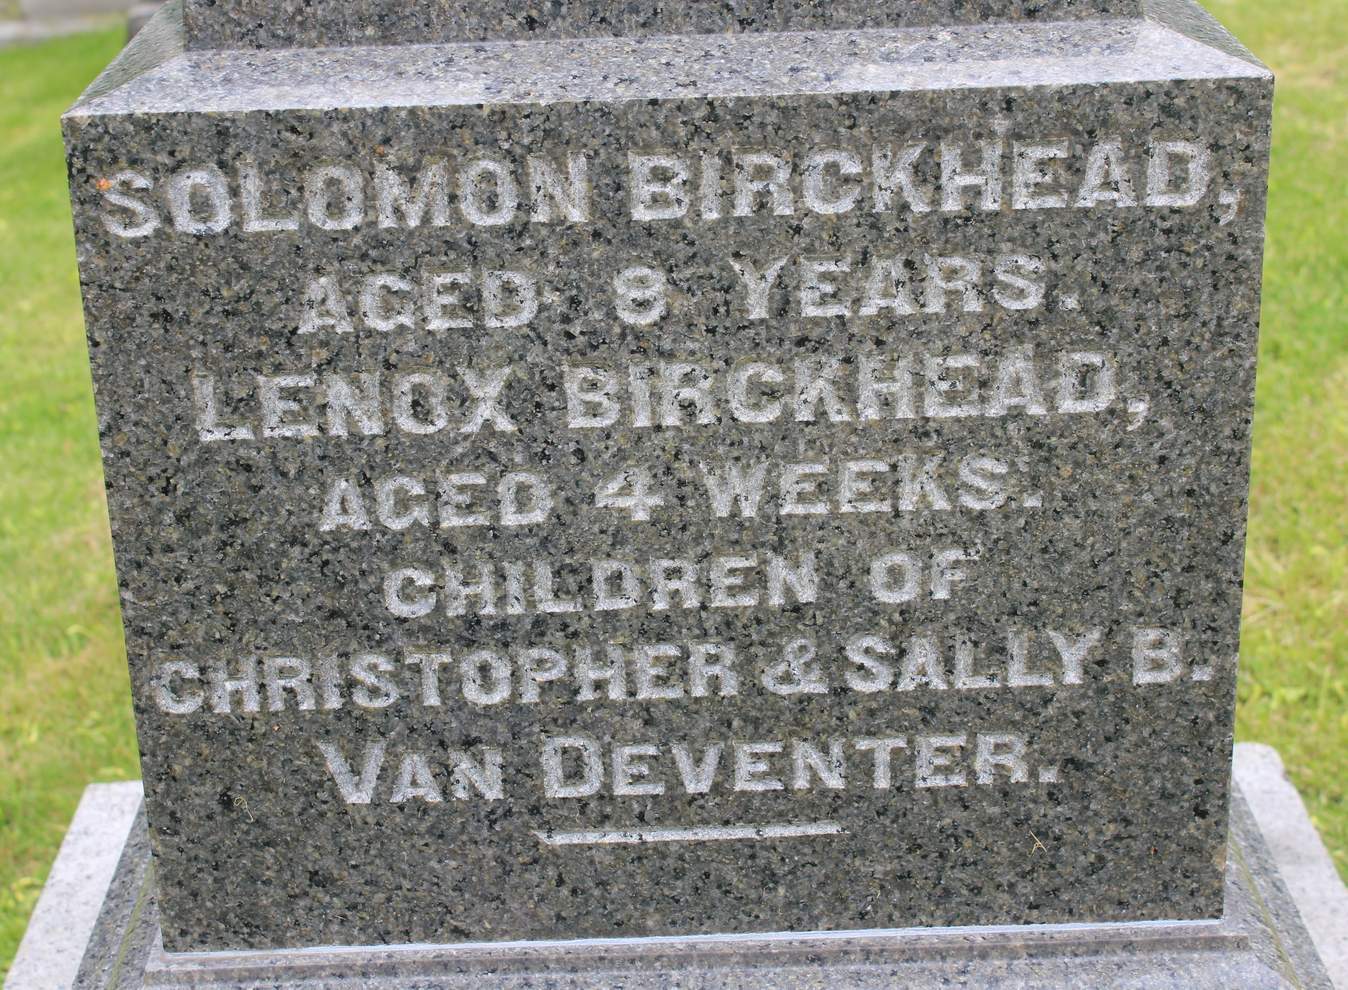 SOLOMON BIRCKHEAD,
AGED 8 YEARS.
LENOX BIRCKHEAD,
AGED 4 WEEKS.
CHILDREN OF
CHRISTOPHER & SALLY B.
VAN DEVENTER.